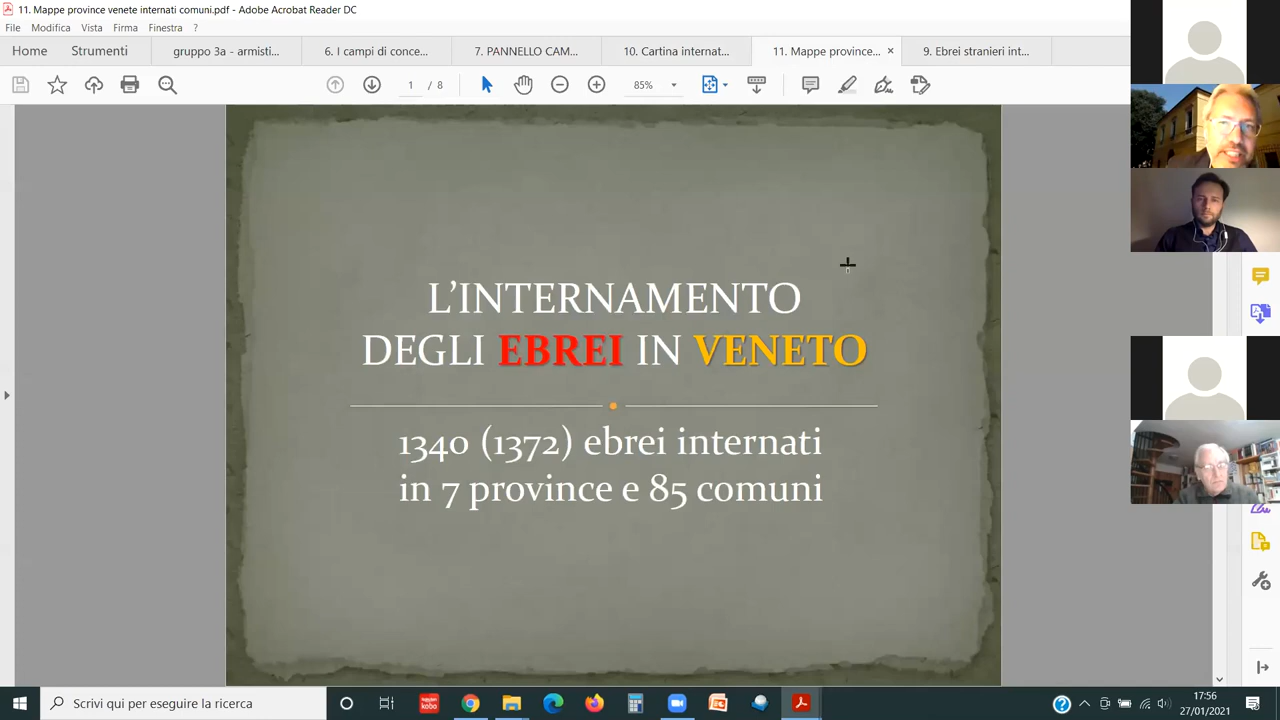 11. Mappe province venete internati comuni.pdf - Adobe Acrobat Reader DC
File Modifica Vista Firma Finestra ?
Home Strumenti gruppo 3a - armisti... 6. I campi di conce... 7. PANNELLO CAM... 10. Cartina internat... 11. Mappe province... × 9. Ebrei stranieri int...
1 / 8 85%
L’INTERNAMENTO
DEGLI EBREI IN VENETO
1340 (1372) ebrei internati
in 7 province e 85 comuni
Scrivi qui per eseguire la ricerca
Rakuten
kobo
17:56
27/01/2021